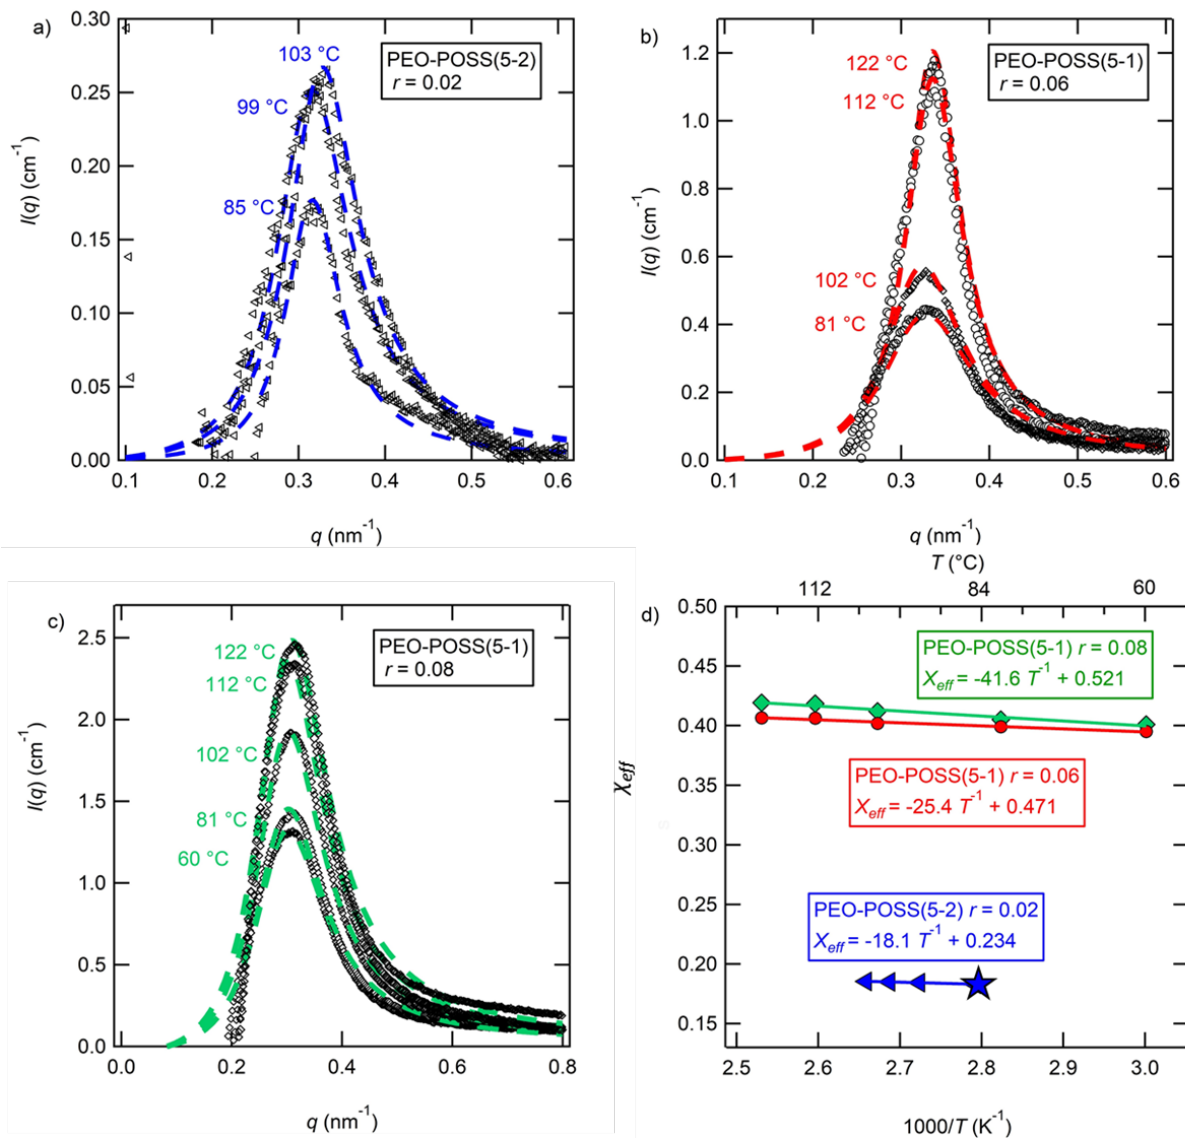 a)
0.30
0.25
0.20
0.15
0.10
0.05
0.00
I(q) (cm⁻¹)
103 °C
99 °C
85 °C
PEO-POSS(5-2)
r = 0.02
0.1 0.2 0.3 0.4 0.5 0.6
q (nm⁻¹)
b)
1.2
1.0
0.8
0.6
0.4
0.2
0.0
I(q) (cm⁻¹)
122 °C
112 °C
102 °C
81 °C
PEO-POSS(5-1)
r = 0.06
0.1 0.2 0.3 0.4 0.5 0.6
q (nm⁻¹)
c)
2.5
2.0
1.5
1.0
0.5
0.0
I(q) (cm⁻¹)
122 °C
112 °C
102 °C
81 °C
60 °C
PEO-POSS(5-1)
r = 0.08
0.0 0.2 0.4 0.6 0.8
q (nm⁻¹)
T (°C)
112 84 60
d)
0.50
0.45
0.40
0.35
0.30
0.25
0.20
0.15
χeff
PEO-POSS(5-1) r = 0.08
Xeff = -41.6 T⁻¹ + 0.521
PEO-POSS(5-1) r = 0.06
Xeff = -25.4 T⁻¹ + 0.471
PEO-POSS(5-2) r = 0.02
Xeff = -18.1 T⁻¹ + 0.234
2.5 2.6 2.7 2.8 2.9 3.0
1000/T (K⁻¹)